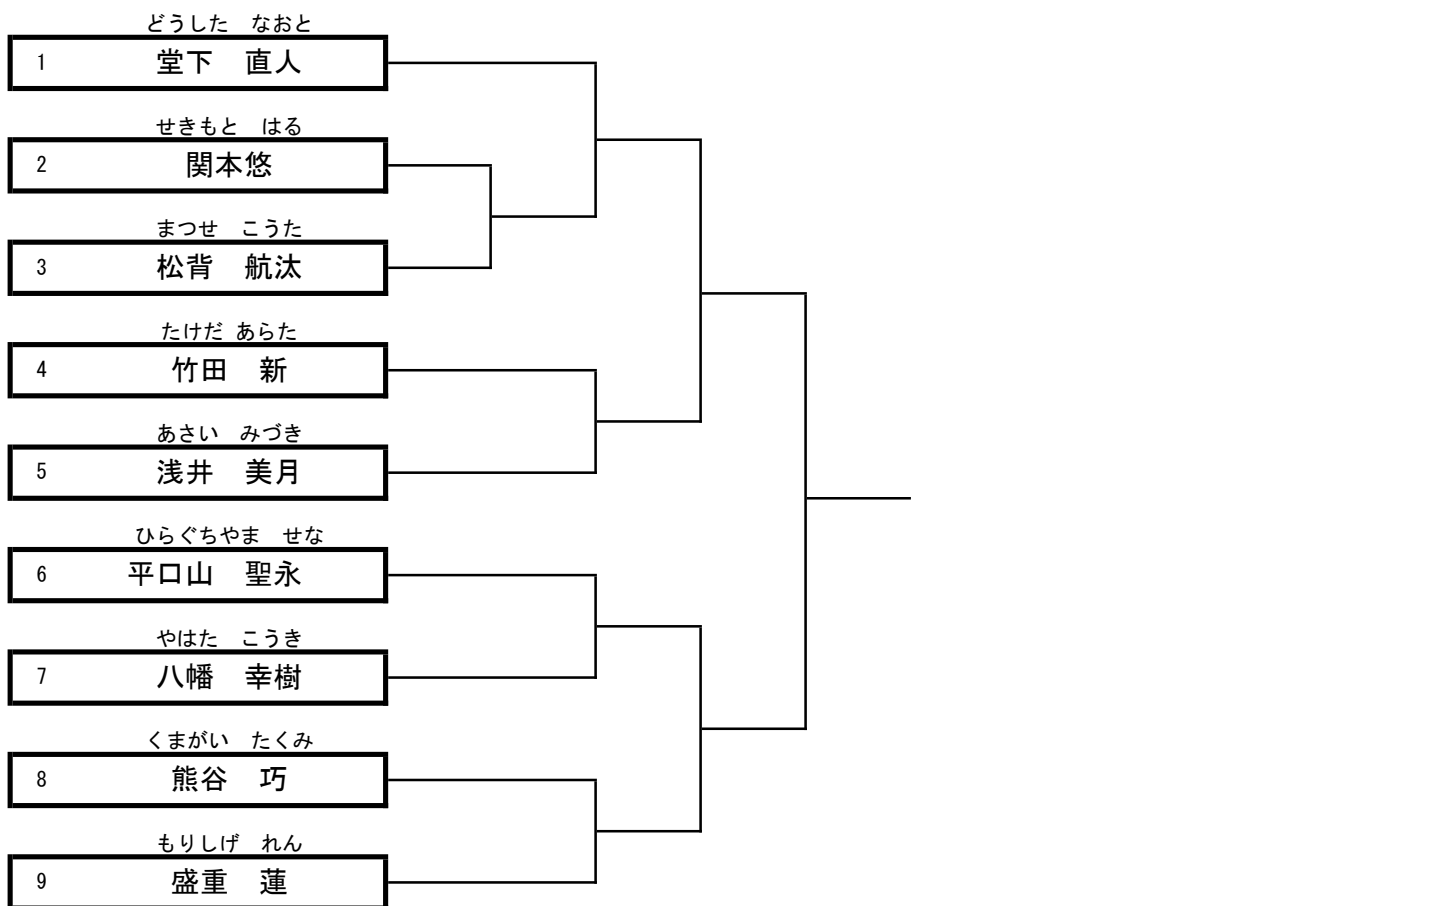 どうした　なおと
1　堂下　直人
せきもと　はる
2　関本悠
まつせ　こうた
3　松背　航汰
たけだ あらた
4　竹田　新
あさい　みづき
5　浅井　美月
ひらぐちやま　せな
6　平口山　聖永
やはた　こうき
7　八幡　幸樹
くまがい　たくみ
8　熊谷　巧
もりしげ　れん
9　盛重　蓮